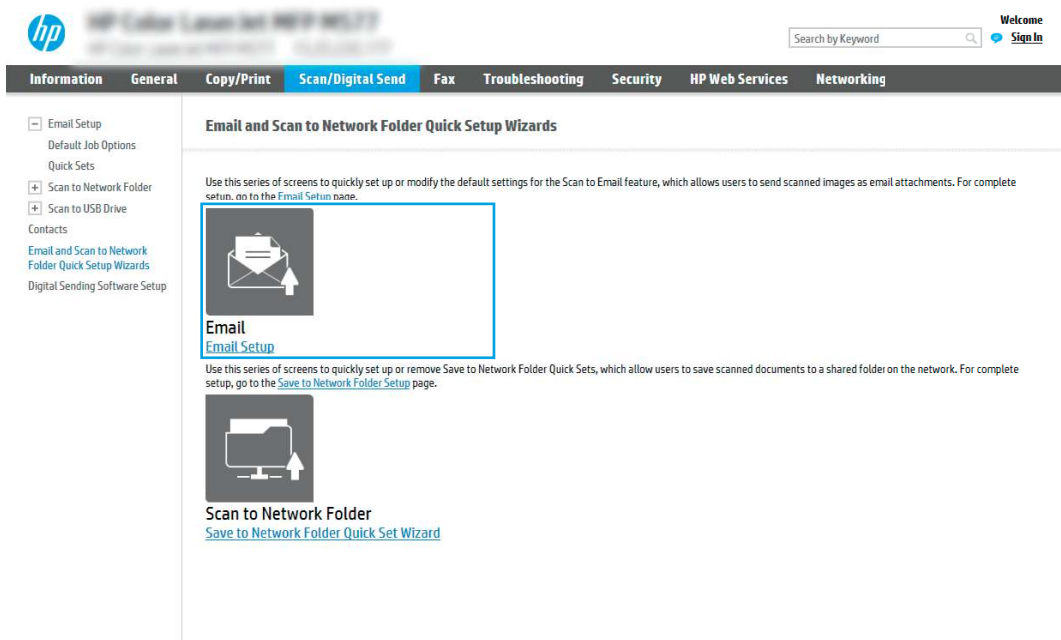 hp
Welcome
Search by Keyword
Sign In
Information General Copy/Print Scan/Digital Send Fax Troubleshooting Security HP Web Services Networking
Email Setup
Default Job Options
Quick Sets
Scan to Network Folder
Scan to USB Drive
Contacts
Email and Scan to Network
Folder Quick Setup Wizards
Digital Sending Software Setup
Email and Scan to Network Folder Quick Setup Wizards
Use this series of screens to quickly set up or modify the default settings for the Scan to Email feature, which allows users to send scanned images as email attachments. For complete
setup, go to the Email Setup page.
Email
Email Setup
Use this series of screens to quickly set up or remove Save to Network Folder Quick Sets, which allow users to save scanned documents to a shared folder on the network. For complete
setup, go to the Save to Network Folder Setup page.
Scan to Network Folder
Save to Network Folder Quick Set Wizard